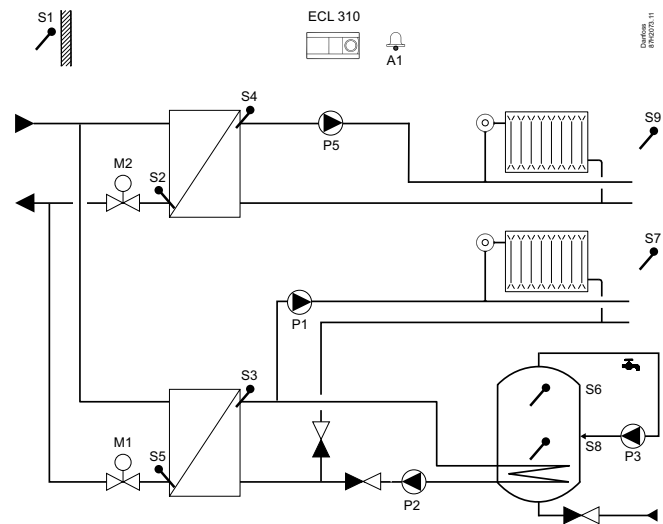 S1
ECL 310
A1
Danfoss
87H2073.11
S4
P5
S9
M2
S2
S7
P1
S3
S6
M1
S5
S8
P2
P3